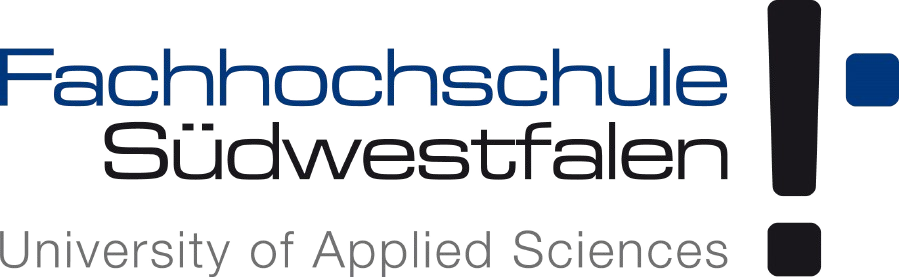 Fachhochschule
Südwestfalen
University of Applied Sciences